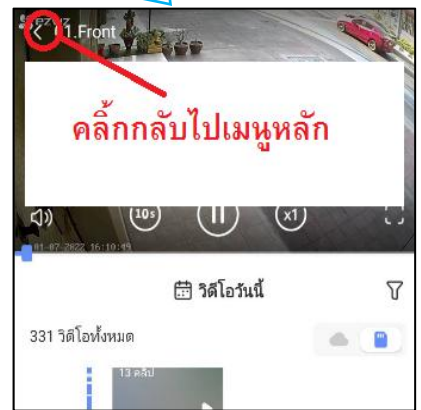 ezviz
01.Front
คลิ้กกลับไปเมนูหลัก
10s
x1
01-07-2022 16:10:49
วิดีโอวันนี้
331 วิดีโอทั้งหมด
13 คลิป